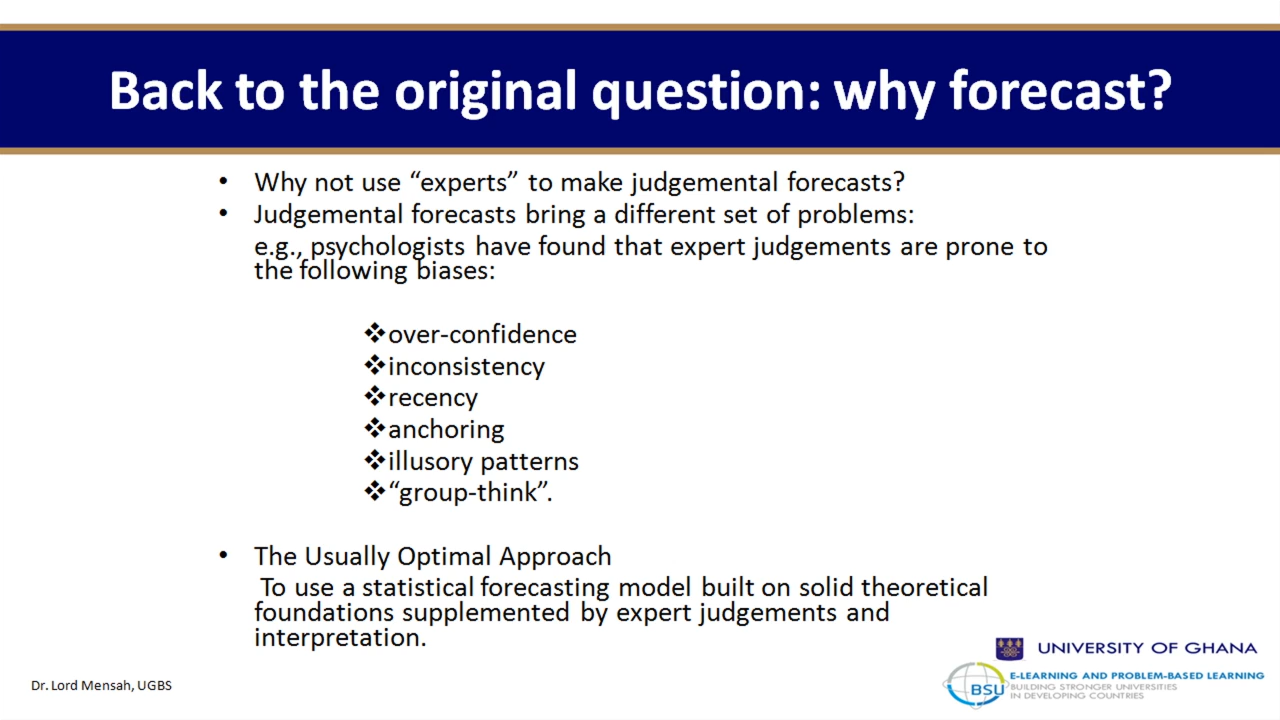 Back to the original question: why forecast?
• Why not use “experts” to make judgemental forecasts?
• Judgemental forecasts bring a different set of problems:
e.g., psychologists have found that expert judgements are prone to
the following biases:
❖over-confidence
❖inconsistency
❖recency
❖anchoring
❖illusory patterns
❖“group-think”.
• The Usually Optimal Approach
To use a statistical forecasting model built on solid theoretical
foundations supplemented by expert judgements and
interpretation.
UNIVERSITY OF GHANA
BSU
E-LEARNING AND PROBLEM-BASED LEARNING
BUILDING STRONGER UNIVERSITIES
IN DEVELOPING COUNTRIES
Dr. Lord Mensah, UGBS